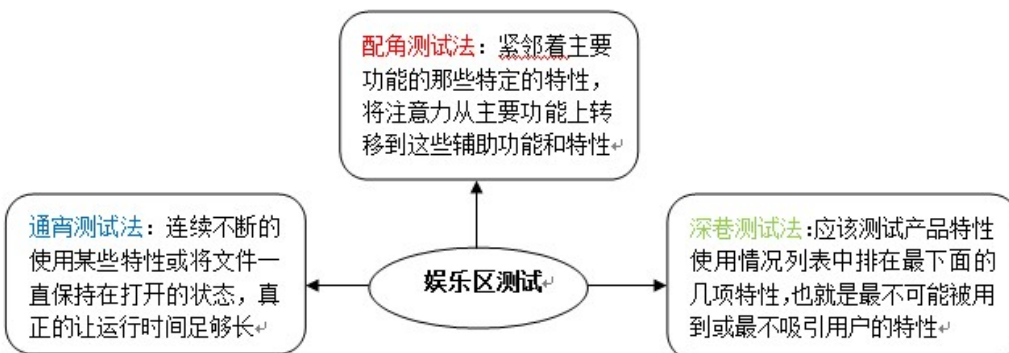 配角测试法：紧邻着主要
功能的那些特定的特性，
将注意力从主要功能上转
移到这些辅助功能和特性↵
通宵测试法：连续不断的
使用某些特性或将文件一
直保持在打开的状态，真
正的让运行时间足够长↵
娱乐区测试↵
深巷测试法:应该测试产品特性
使用情况列表中排在最下面的
几项特性,也就是最不可能被用
到或最不吸引用户的特性↵